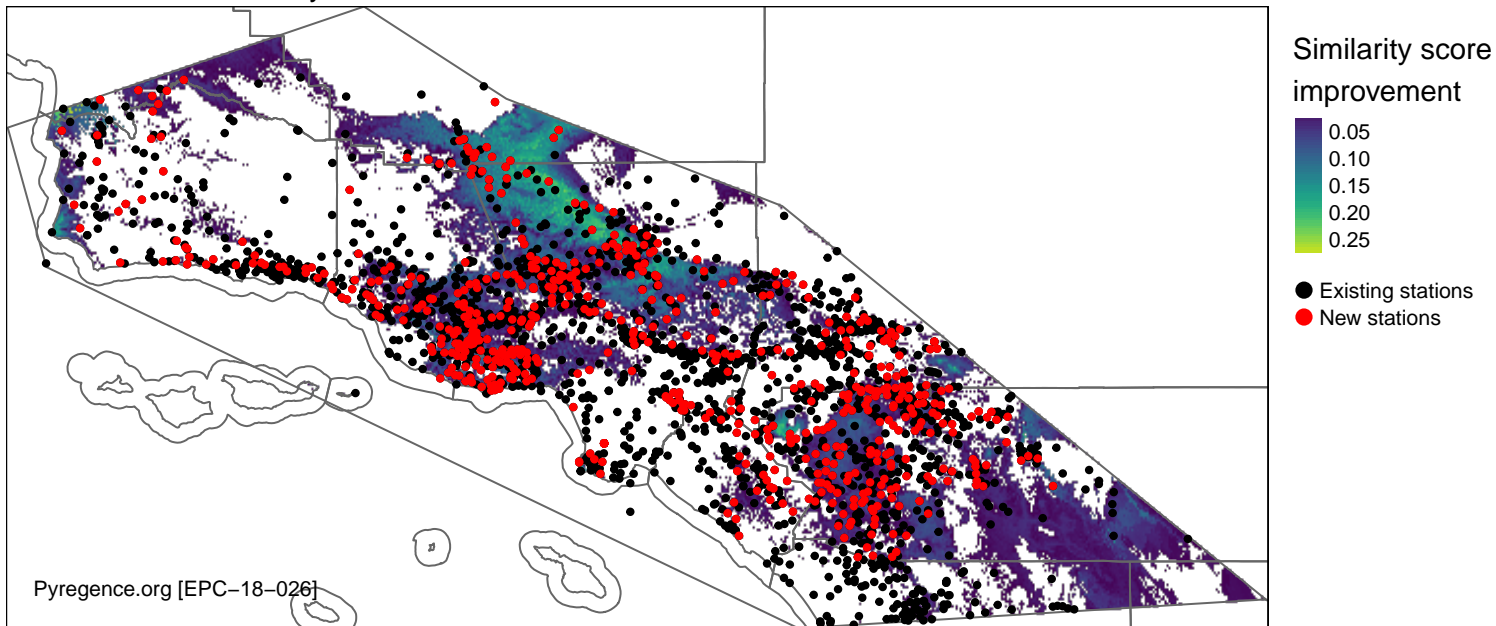 Similarity score
improvement
0.05
0.10
0.15
0.20
0.25
Existing stations
New stations
Pyregence.org [EPC−18−026]